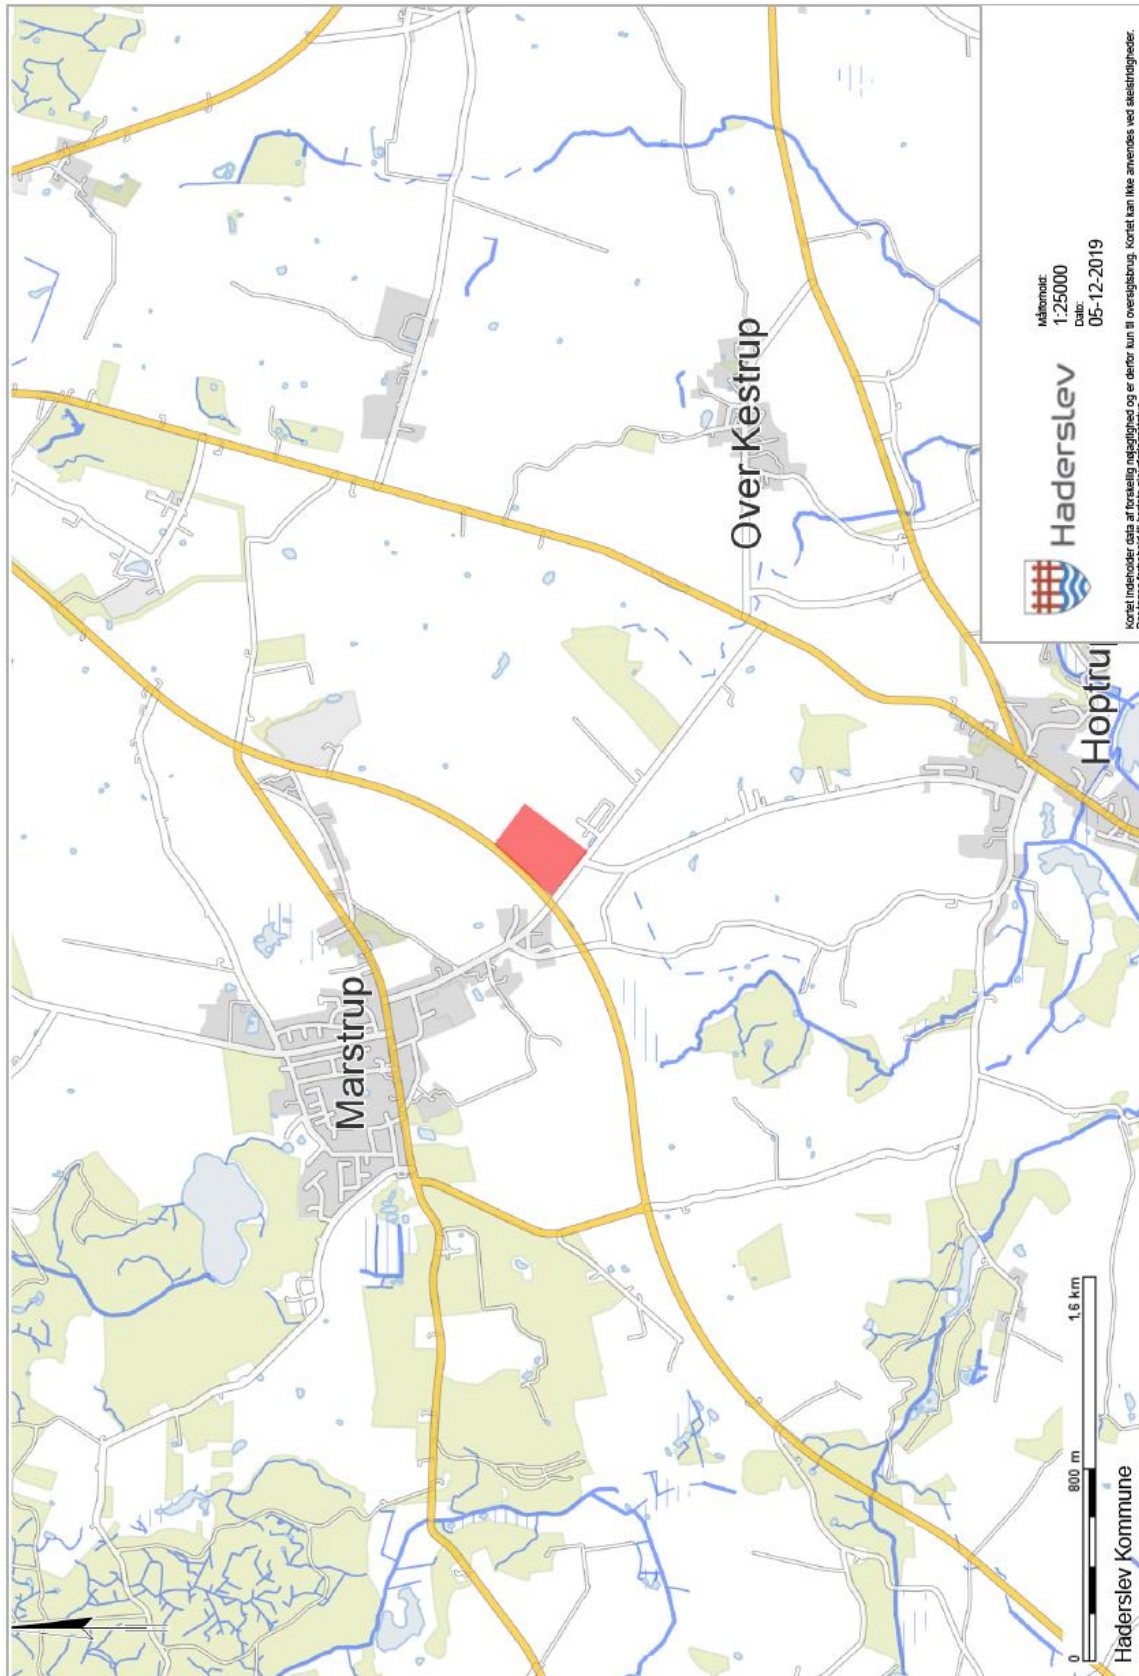 Marstrup
Over Kestrup
Hoptru
Haderslev
Målforhold:
1:25000
Dato:
05-12-2019
Kortet indeholder data af forskellig nøjagtighed og er derfor kun til oversigtsbrug. Kortet kan ikke anvendes ved skelstridigheder.
0 800 m 1,6 km
Haderslev Kommune